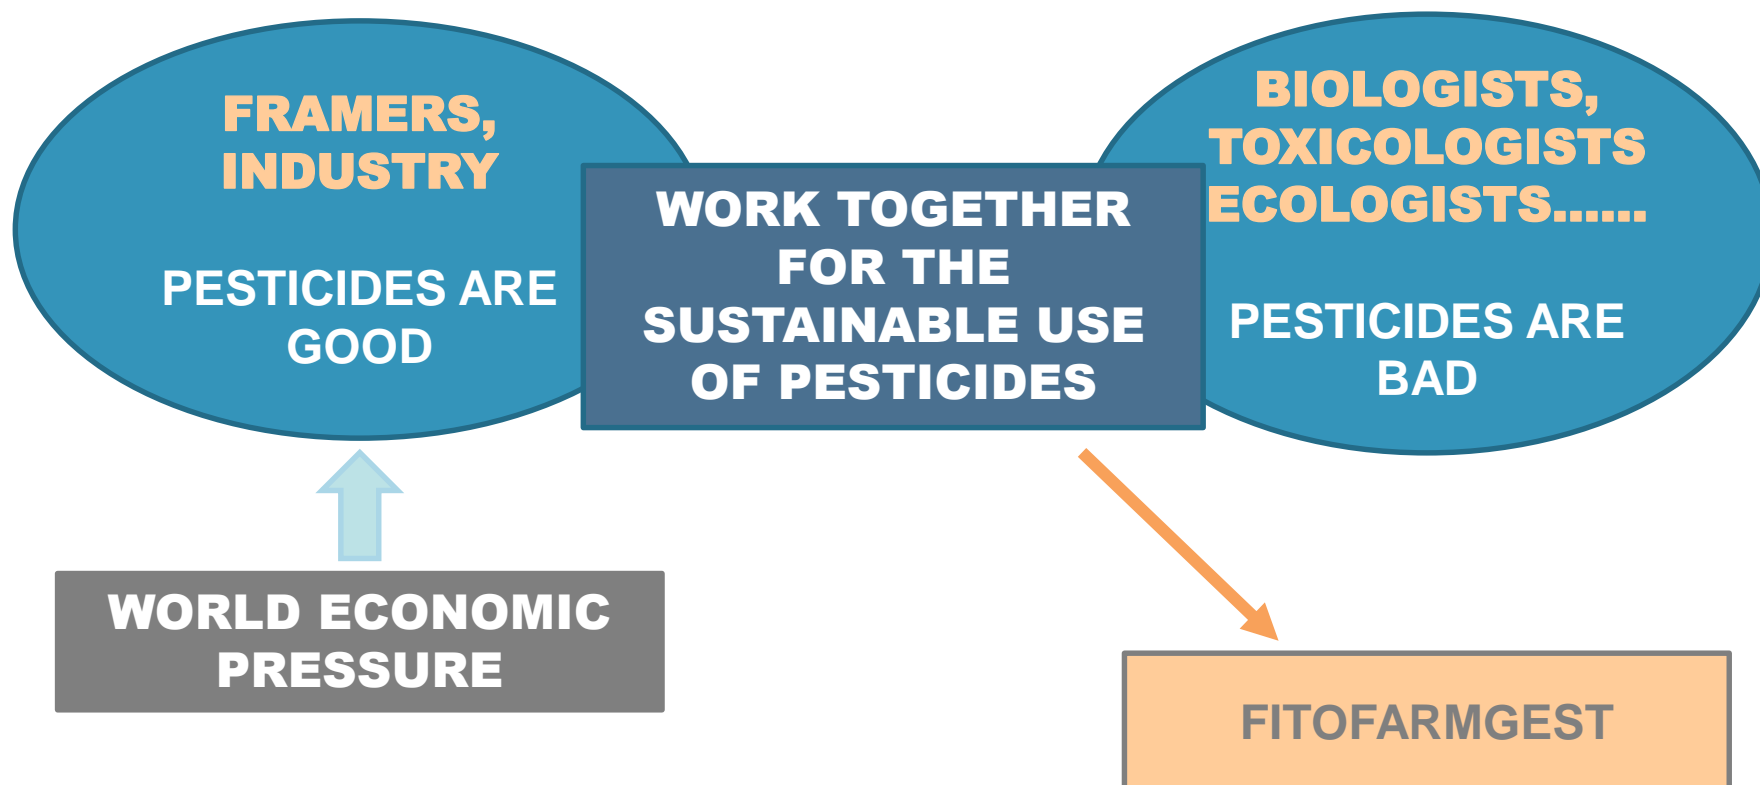 FRAMERS,
INDUSTRY
PESTICIDES ARE
GOOD
WORK TOGETHER
FOR THE
SUSTAINABLE USE
OF PESTICIDES
BIOLOGISTS,
TOXICOLOGISTS
ECOLOGISTS......
PESTICIDES ARE
BAD
WORLD ECONOMIC
PRESSURE
FITOFARMGEST